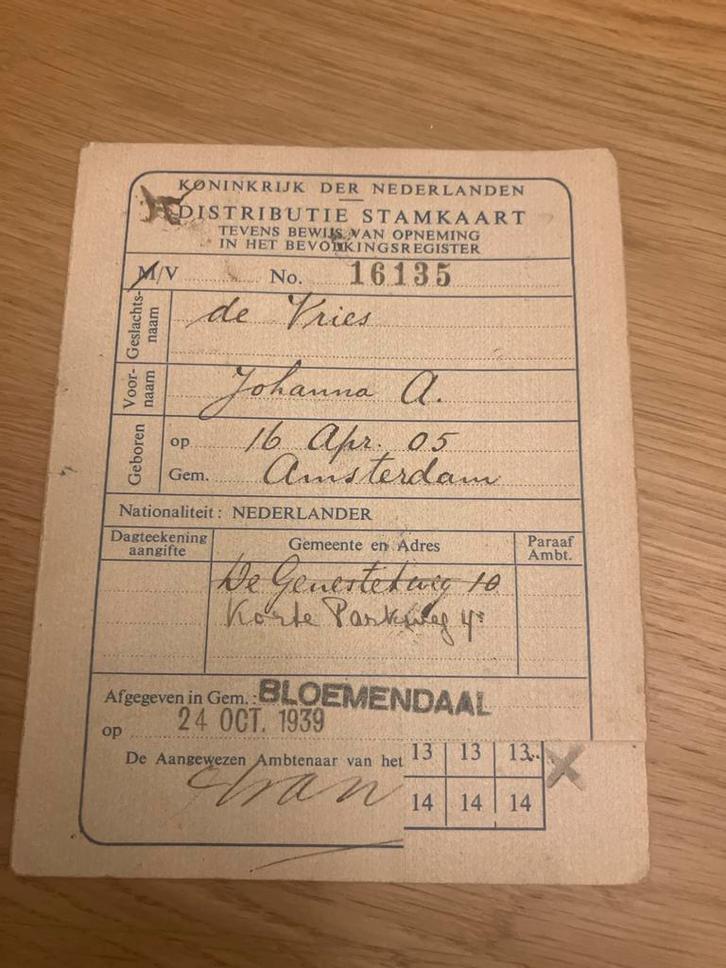 KONINKRIJK DER NEDERLANDEN
DISTRIBUTIE STAMKAART
TEVENS BEWIJS VAN OPNEMING
IN HET BEVOLKINGSREGISTER
M/V No. 16135
Geslachts-
naam
de Vries
Voor-
naam
Johanna A.
Geboren
op 16 Apr. 05
Gem. Amsterdam
Nationaliteit: NEDERLANDER
Dagteekening
aangifte
Gemeente en Adres
Paraaf
Ambt.
De Genestetweg 10
Korte Parkweg 4
Afgegeven in Gem.: BLOEMENDAAL
op 24 OCT. 1939
De Aangewezen Ambtenaar van het
13 13 13
14 14 14